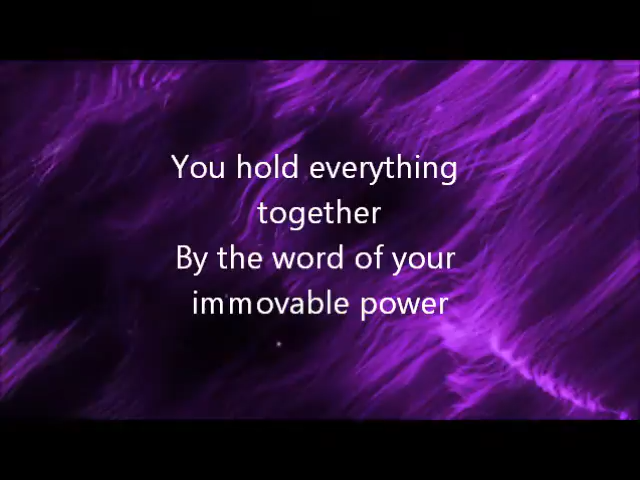 You hold everything
together
By the word of your
immovable power